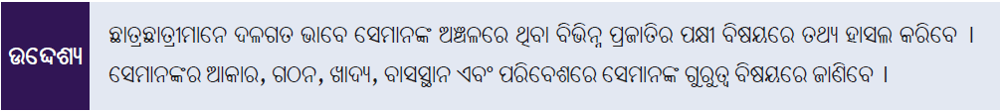 ଉଦ୍ଦେଶ୍ୟ
ଛାତ୍ରଛାତ୍ରୀମାନେ ଦଳଗତ ଭାବେ ସେମାନଙ୍କ ଅଞ୍ଚଳରେ ଥିବା ବିଭିନ୍ନ ପ୍ରଜାତିର ପକ୍ଷୀ ବିଷୟରେ ତଥ୍ୟ ହାସଲ କରିବେ ।
ସେମାନଙ୍କର ଆକାର, ଗଠନ, ଖାଦ୍ୟ, ବାସସ୍ଥାନ ଏବଂ ପରିବେଶରେ ସେମାନଙ୍କ ଗୁରୁତ୍ୱ ବିଷୟରେ ଜାଣିବେ ।